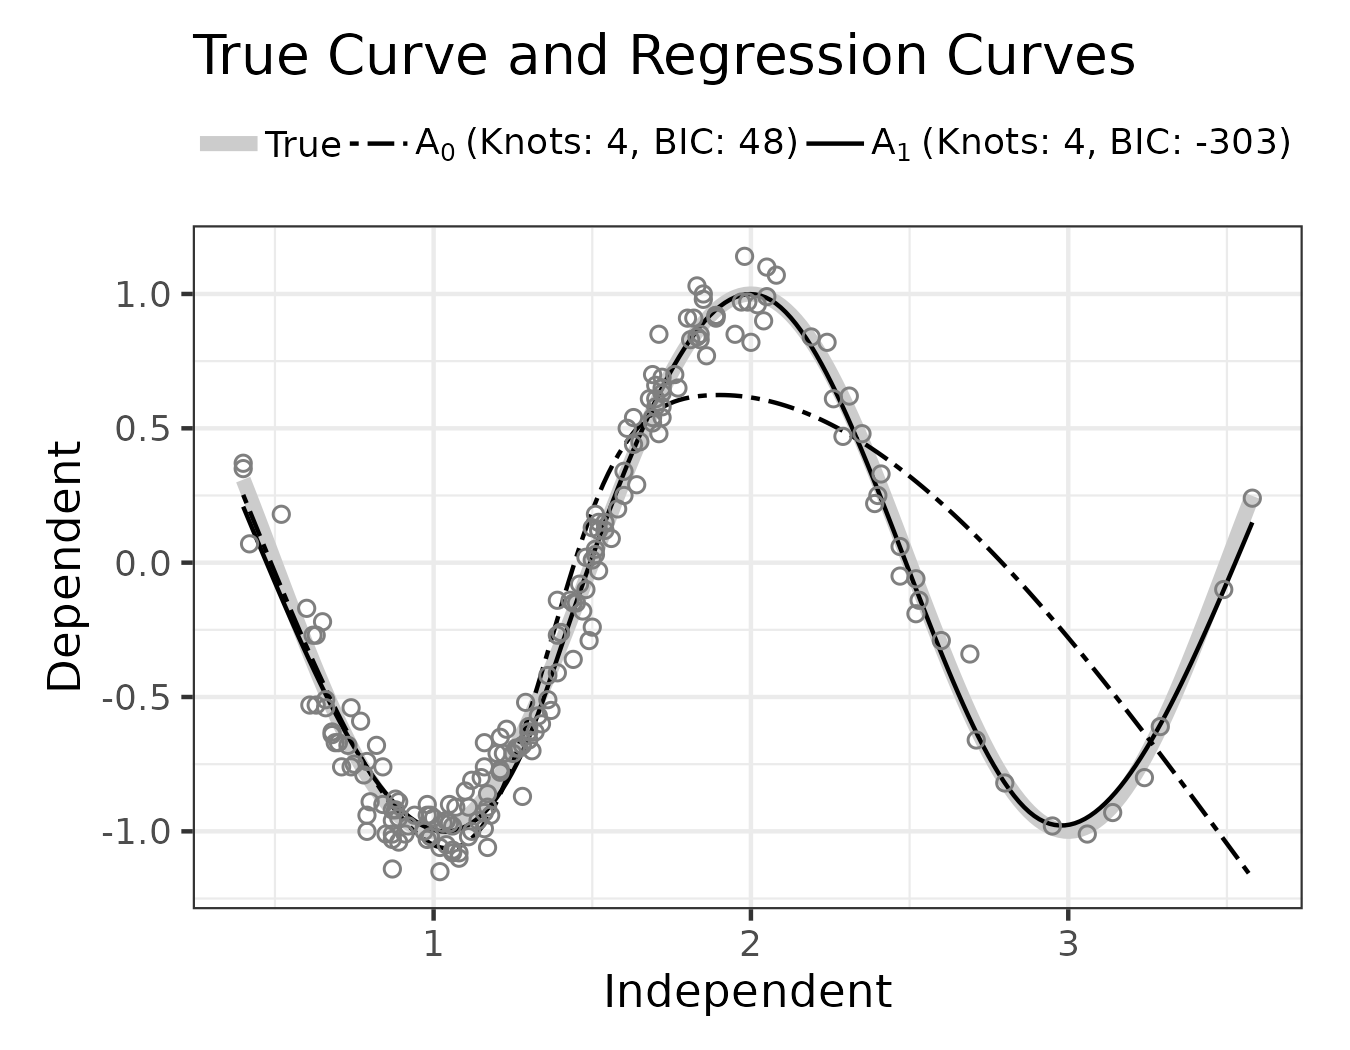 True Curve and Regression Curves
True A₀ (Knots: 4, BIC: 48) A₁ (Knots: 4, BIC: -303)
1.0
0.5
0.0
-0.5
-1.0
Dependent
1 2 3
Independent